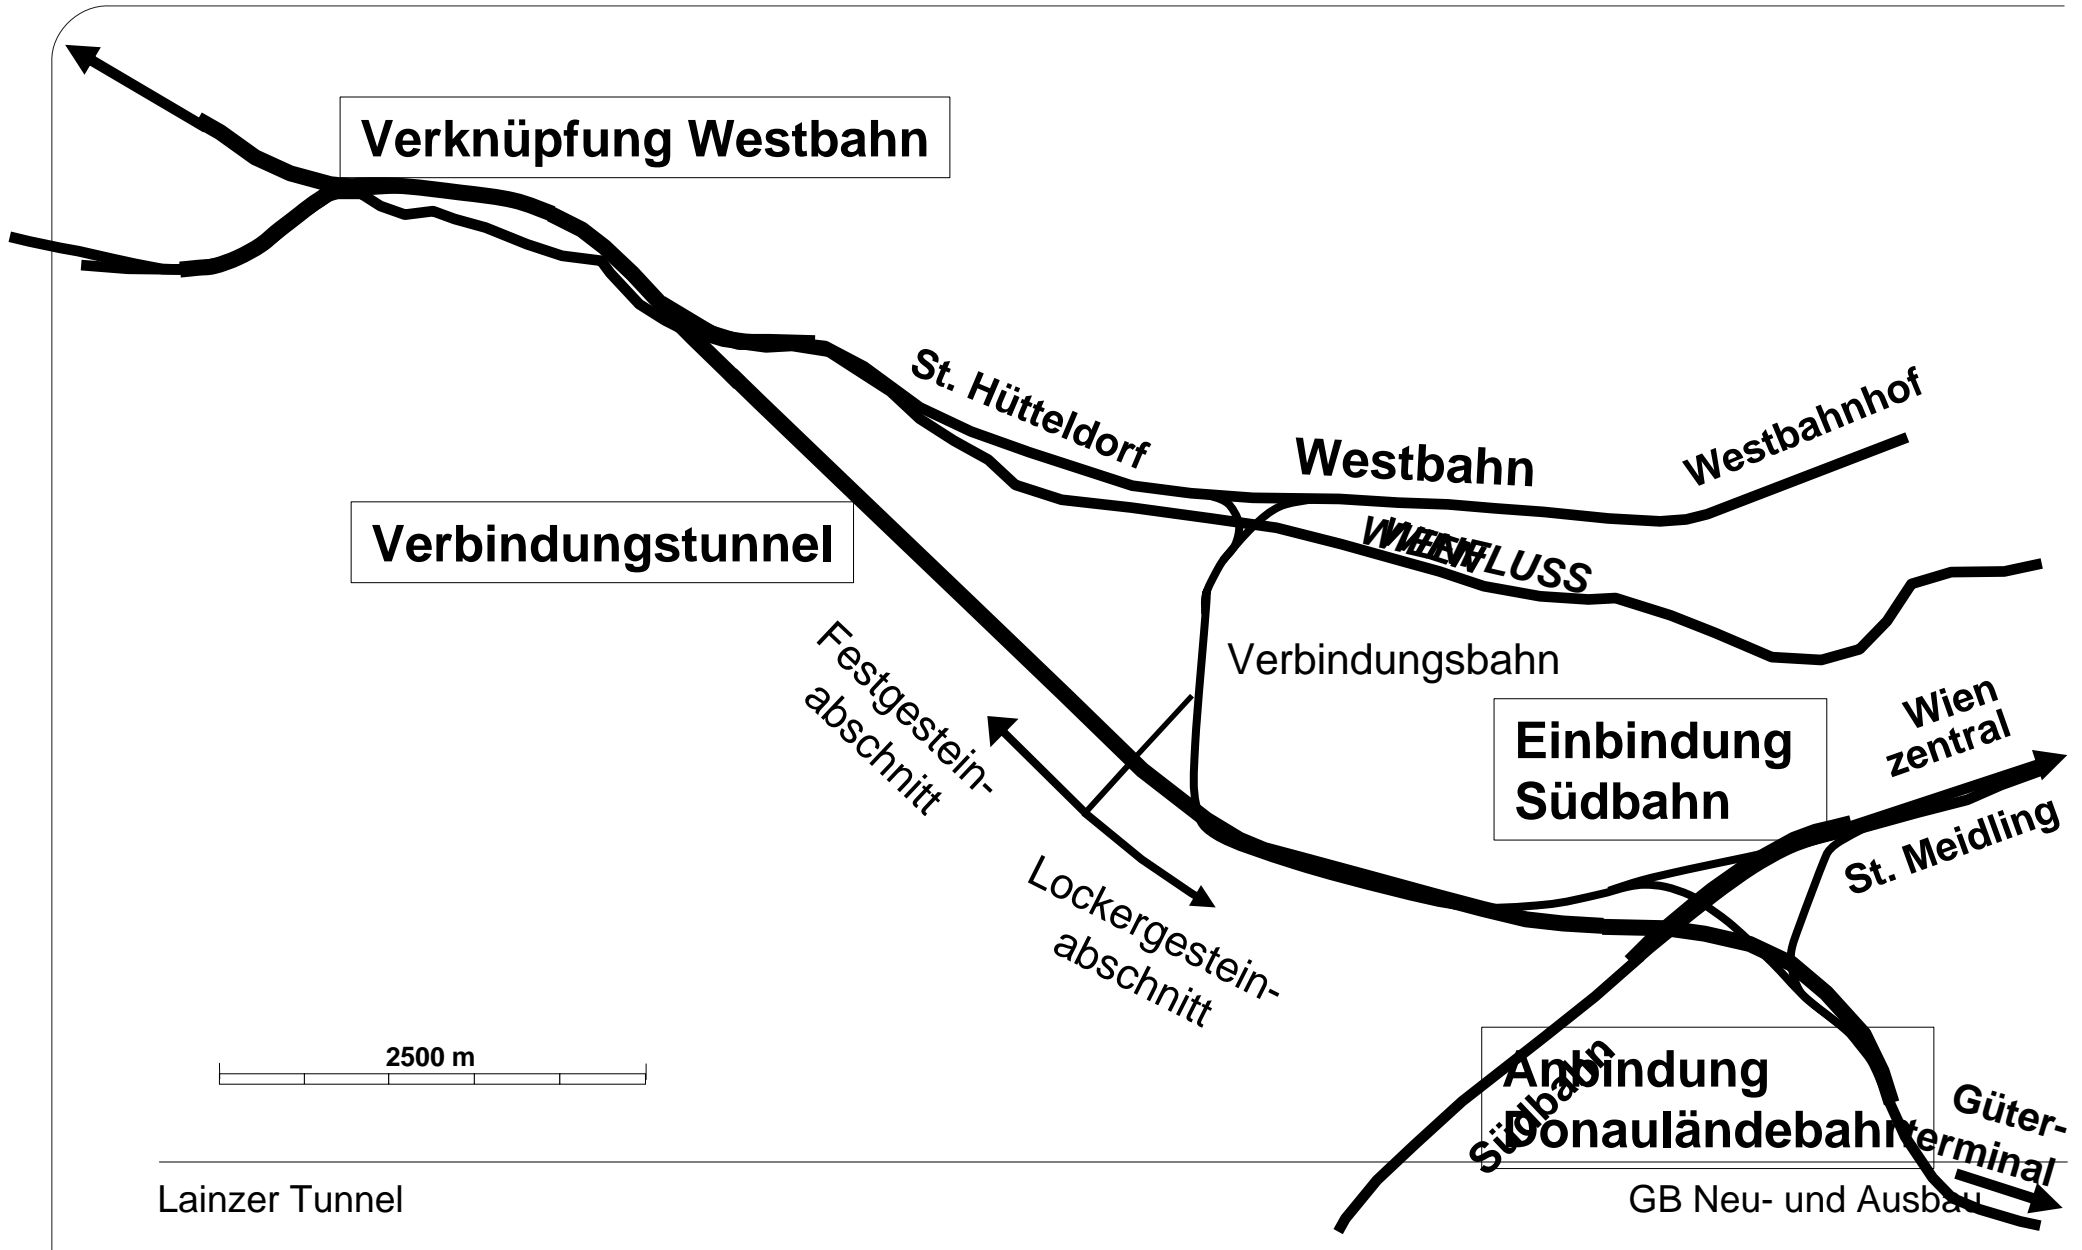 Verknüpfung Westbahn
St. Hütteldorf
Westbahn
Westbahnhof
Verbindungstunnel
WIENFLUSS
Festgestein-
abschnitt
Verbindungsbahn
Einbindung
Südbahn
Wien
zentral
St. Meidling
Lockergestein-
abschnitt
2500 m
Südbahn
Anbindung
Donauländebahn
Güter-
terminal
Lainzer Tunnel
GB Neu- und Ausbau